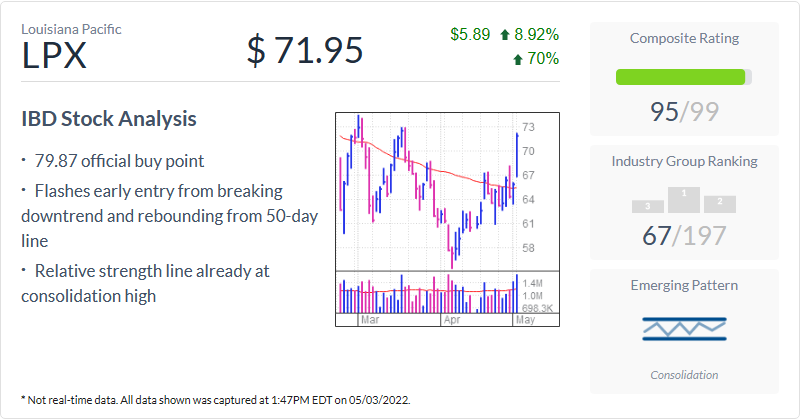 Louisiana Pacific
LPX
$ 71.95
$5.89 8.92%
70%
IBD Stock Analysis
• 79.87 official buy point
• Flashes early entry from breaking
downtrend and rebounding from 50-day
line
• Relative strength line already at
consolidation high
73
70
67
64
61
58
1.4M
1.0M
698.3K
Mar
Apr
May
* Not real-time data. All data shown was captured at 1:47PM EDT on 05/03/2022.
Composite Rating
95/99
Industry Group Ranking
3 1 2
67/197
Emerging Pattern
Consolidation